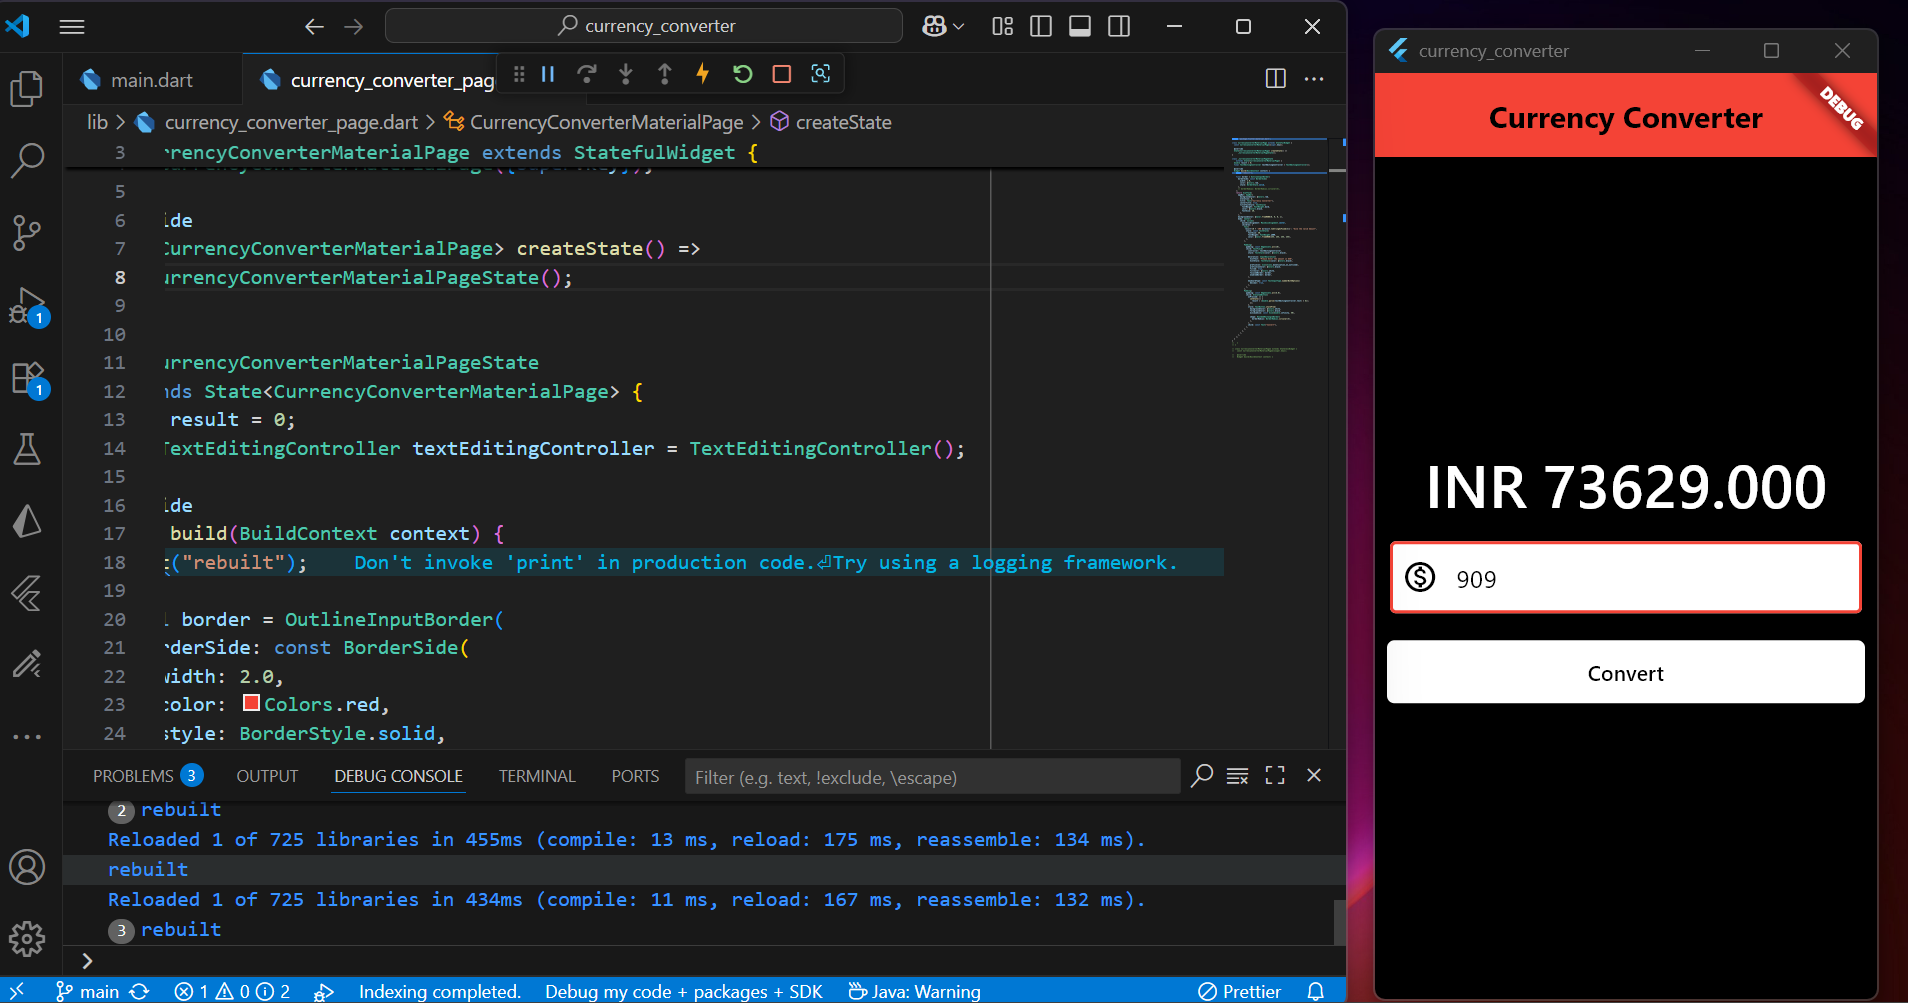 currency_converter
main.dart
currency_converter_pag
lib > currency_converter_page.dart > CurrencyConverterMaterialPage > createState
3 rrencyConverterMaterialPage extends StatefulWidget {
5
6 ide
7 CurrencyConverterMaterialPage> createState() =>
8 urrencyConverterMaterialPageState();
9
10
11 urrencyConverterMaterialPageState
12 nds State<CurrencyConverterMaterialPage> {
13 result = 0;
14 TextEditingController textEditingController = TextEditingController();
15
16 ide
17 build(BuildContext context) {
18 t("rebuilt"); Don't invoke 'print' in production code.⏎Try using a logging framework.
19
20 l border = OutlineInputBorder(
21 rderSide: const BorderSide(
22 width: 2.0,
23 color: Colors.red,
24 style: BorderStyle.solid,
1
1
PROBLEMS 3 OUTPUT DEBUG CONSOLE TERMINAL PORTS Filter (e.g. text, !exclude, \escape)
2 rebuilt
Reloaded 1 of 725 libraries in 455ms (compile: 13 ms, reload: 175 ms, reassemble: 134 ms).
rebuilt
Reloaded 1 of 725 libraries in 434ms (compile: 11 ms, reload: 167 ms, reassemble: 132 ms).
3 rebuilt
>
main 1 0 2 Indexing completed. Debug my code + packages + SDK Java: Warning Prettier
currency_converter
Currency Converter
DEBUG
INR 73629.000
909
Convert